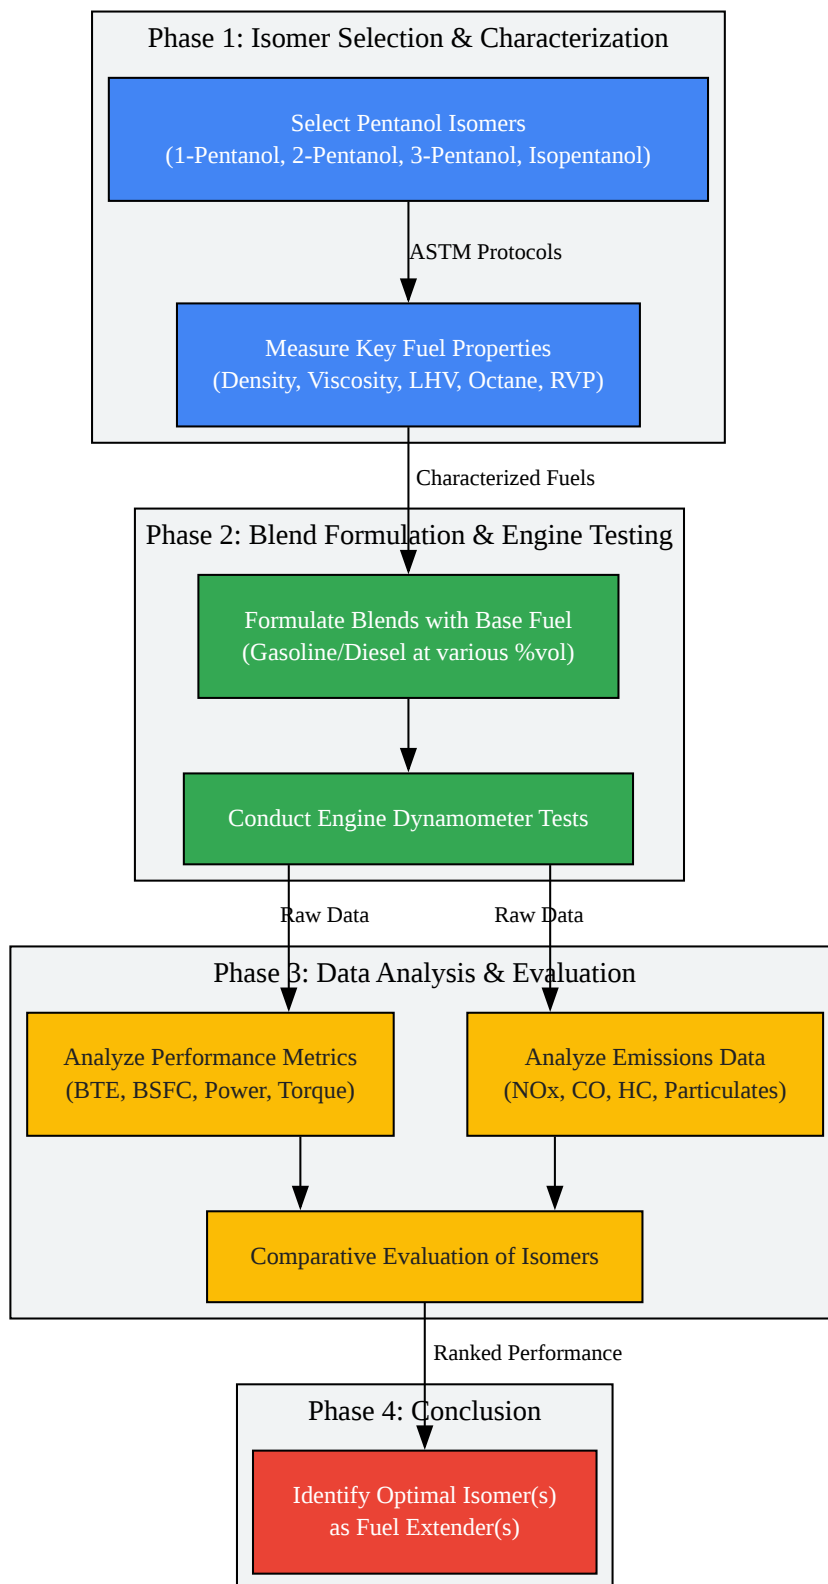 Phase 1: Isomer Selection & Characterization
Select Pentanol Isomers
(1-Pentanol, 2-Pentanol, 3-Pentanol, Isopentanol)
ASTM Protocols
Measure Key Fuel Properties
(Density, Viscosity, LHV, Octane, RVP)
Characterized Fuels
Phase 2: Blend Formulation & Engine Testing
Formulate Blends with Base Fuel
(Gasoline/Diesel at various %vol)
Conduct Engine Dynamometer Tests
Raw Data
Raw Data
Phase 3: Data Analysis & Evaluation
Analyze Performance Metrics
(BTE, BSFC, Power, Torque)
Analyze Emissions Data
(NOx, CO, HC, Particulates)
Comparative Evaluation of Isomers
Ranked Performance
Phase 4: Conclusion
Identify Optimal Isomer(s)
as Fuel Extender(s)